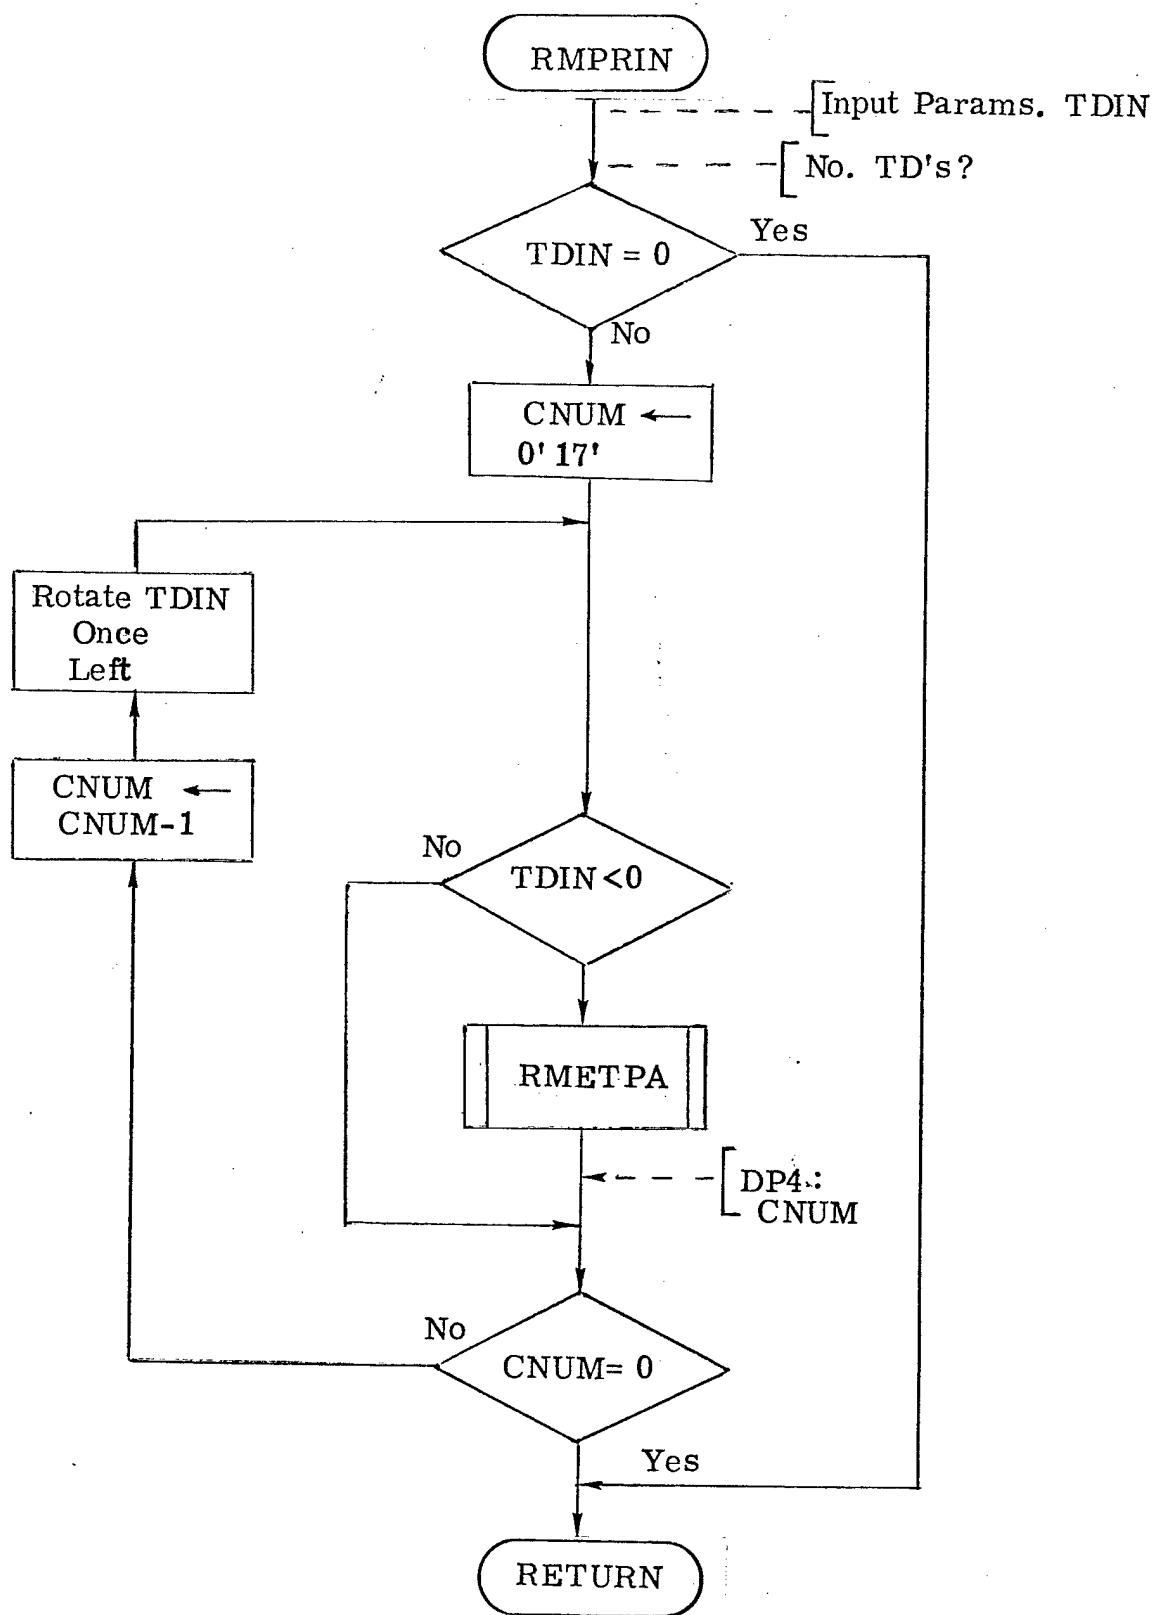 RMPRIN
Input Params. TDIN
No. TD's?
Yes
TDIN = 0
No
CNUM ←
0' 17'
Rotate TDIN
Once
Left
CNUM ←
CNUM-1
No
TDIN <0
RMETPA
DP4:
CNUM
No
CNUM= 0
Yes
RETURN